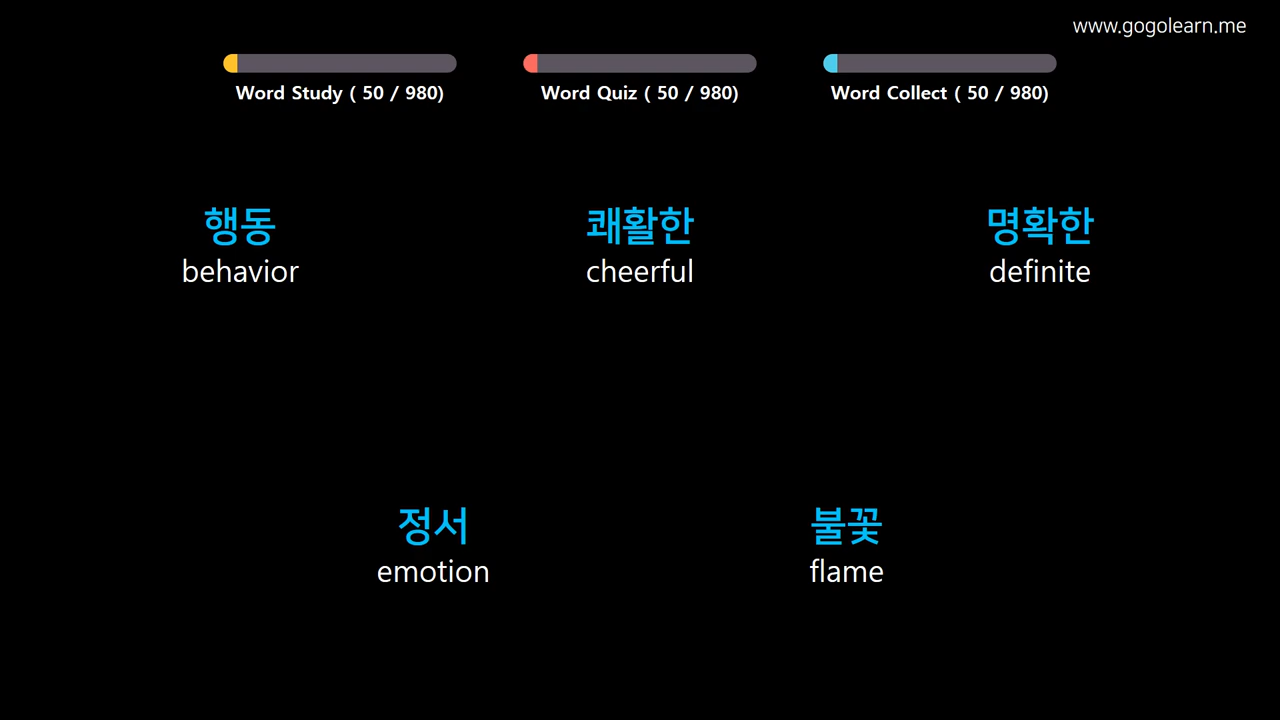 www.gogolearn.me
Word Study ( 50 / 980)
Word Quiz ( 50 / 980)
Word Collect ( 50 / 980)
행동
behavior
쾌활한
cheerful
명확한
definite
정서
emotion
불꽃
flame